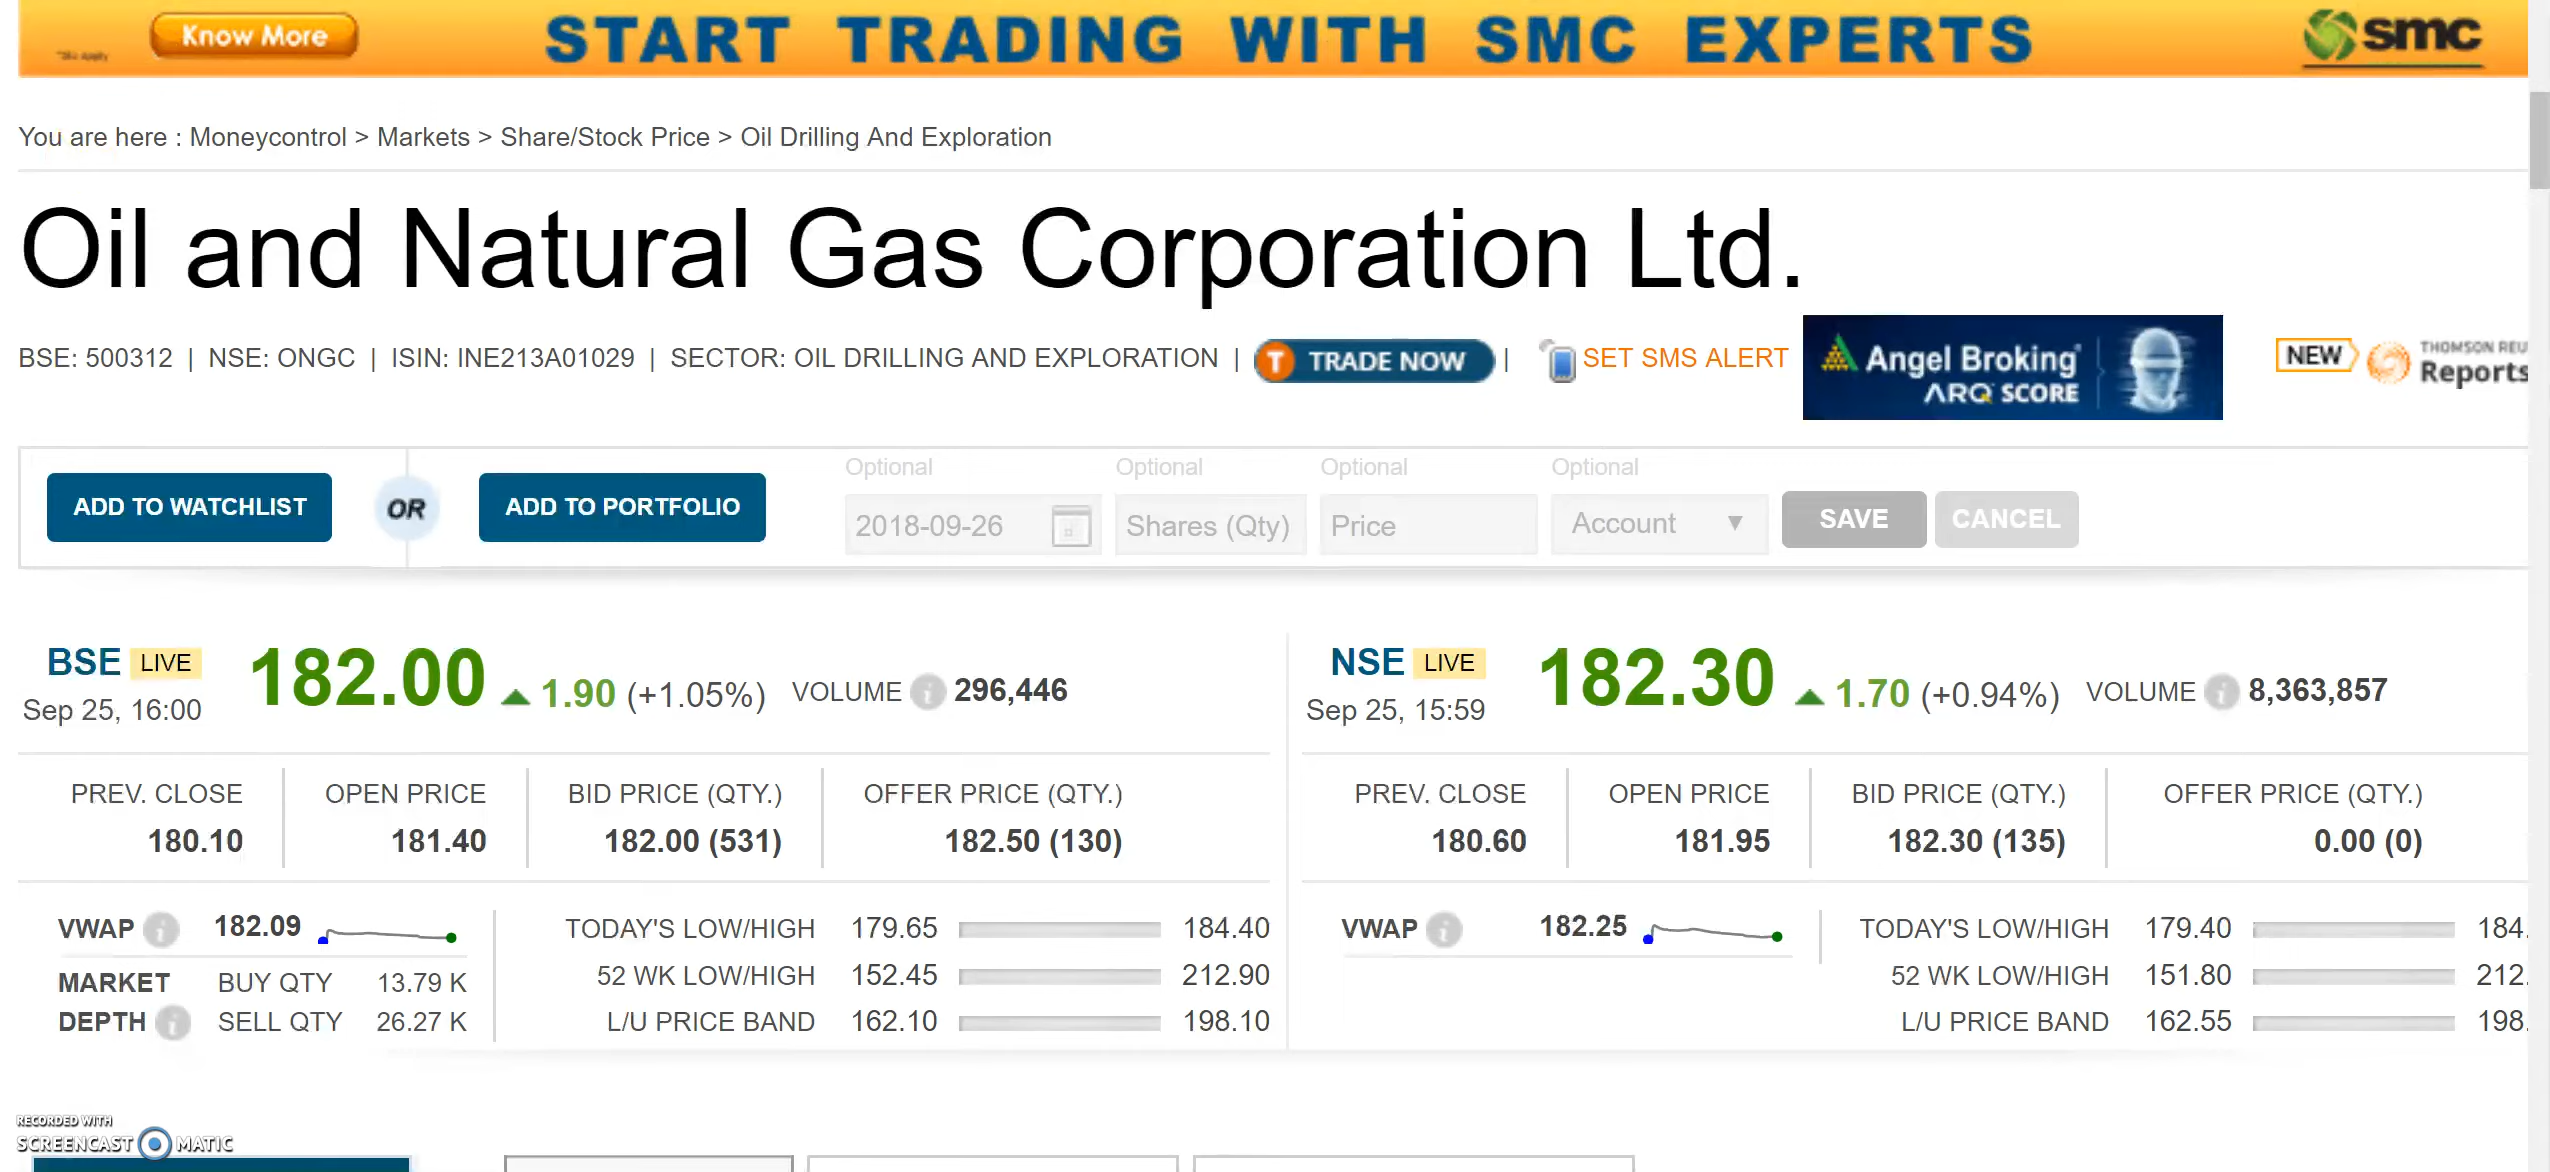 Know More START TRADING WITH SMC EXPERTS smc
You are here : Moneycontrol > Markets > Share/Stock Price > Oil Drilling And Exploration
Oil and Natural Gas Corporation Ltd.
BSE: 500312 | NSE: ONGC | ISIN: INE213A01029 | SECTOR: OIL DRILLING AND EXPLORATION | T TRADE NOW | SET SMS ALERT
Angel Broking
ARQ SCORE
NEW THOMSON REU
Reports
ADD TO WATCHLIST OR ADD TO PORTFOLIO
Optional Optional Optional Optional
2018-09-26 Shares (Qty) Price Account ▼ SAVE CANCEL
BSE LIVE 182.00 1.90 (+1.05%) VOLUME i 296,446
Sep 25, 16:00
PREV. CLOSE OPEN PRICE BID PRICE (QTY.) OFFER PRICE (QTY.)
180.10 181.40 182.00 (531) 182.50 (130)
VWAP i 182.09
MARKET BUY QTY 13.79 K
DEPTH i SELL QTY 26.27 K
TODAY'S LOW/HIGH 179.65 184.40
52 WK LOW/HIGH 152.45 212.90
L/U PRICE BAND 162.10 198.10
NSE LIVE 182.30 1.70 (+0.94%) VOLUME i 8,363,857
Sep 25, 15:59
PREV. CLOSE OPEN PRICE BID PRICE (QTY.) OFFER PRICE (QTY.)
180.60 181.95 182.30 (135) 0.00 (0)
VWAP i 182.25
TODAY'S LOW/HIGH 179.40 184.
52 WK LOW/HIGH 151.80 212.
L/U PRICE BAND 162.55 198.
RECORDED WITH
SCREENCAST MATIC